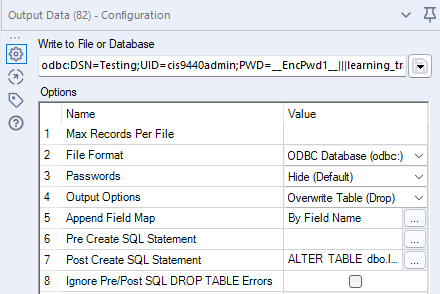 Output Data (82) - Configuration
Write to File or Database
odbc:DSN=Testing;UID=cis9440admin;PWD=__EncPwd1__|||learning_tr
Options
Name Value
1 Max Records Per File
2 File Format ODBC Database (odbc:)
3 Passwords Hide (Default)
4 Output Options Overwrite Table (Drop)
5 Append Field Map By Field Name ...
6 Pre Create SQL Statement ...
7 Post Create SQL Statement ALTER TABLE dbo.l... ...
8 Ignore Pre/Post SQL DROP TABLE Errors